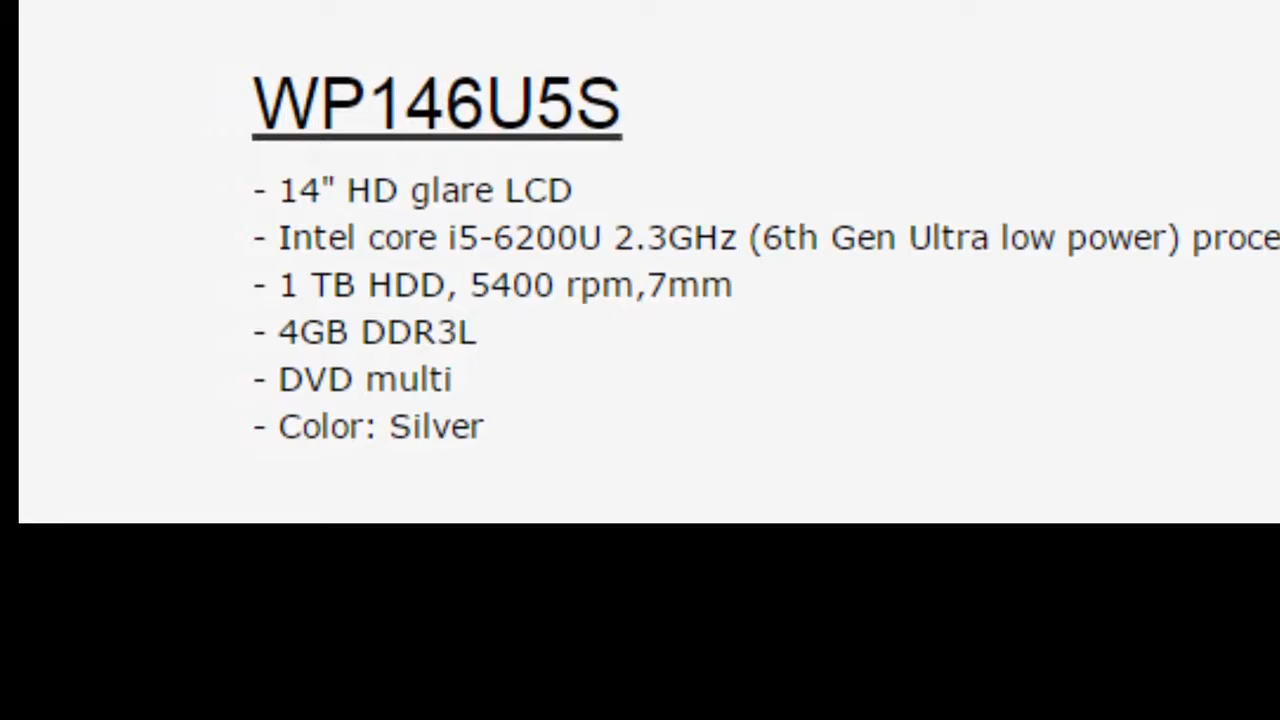 WP146U5S
- 14" HD glare LCD
- Intel core i5-6200U 2.3GHz (6th Gen Ultra low power) proce
- 1 TB HDD, 5400 rpm,7mm
- 4GB DDR3L
- DVD multi
- Color: Silver